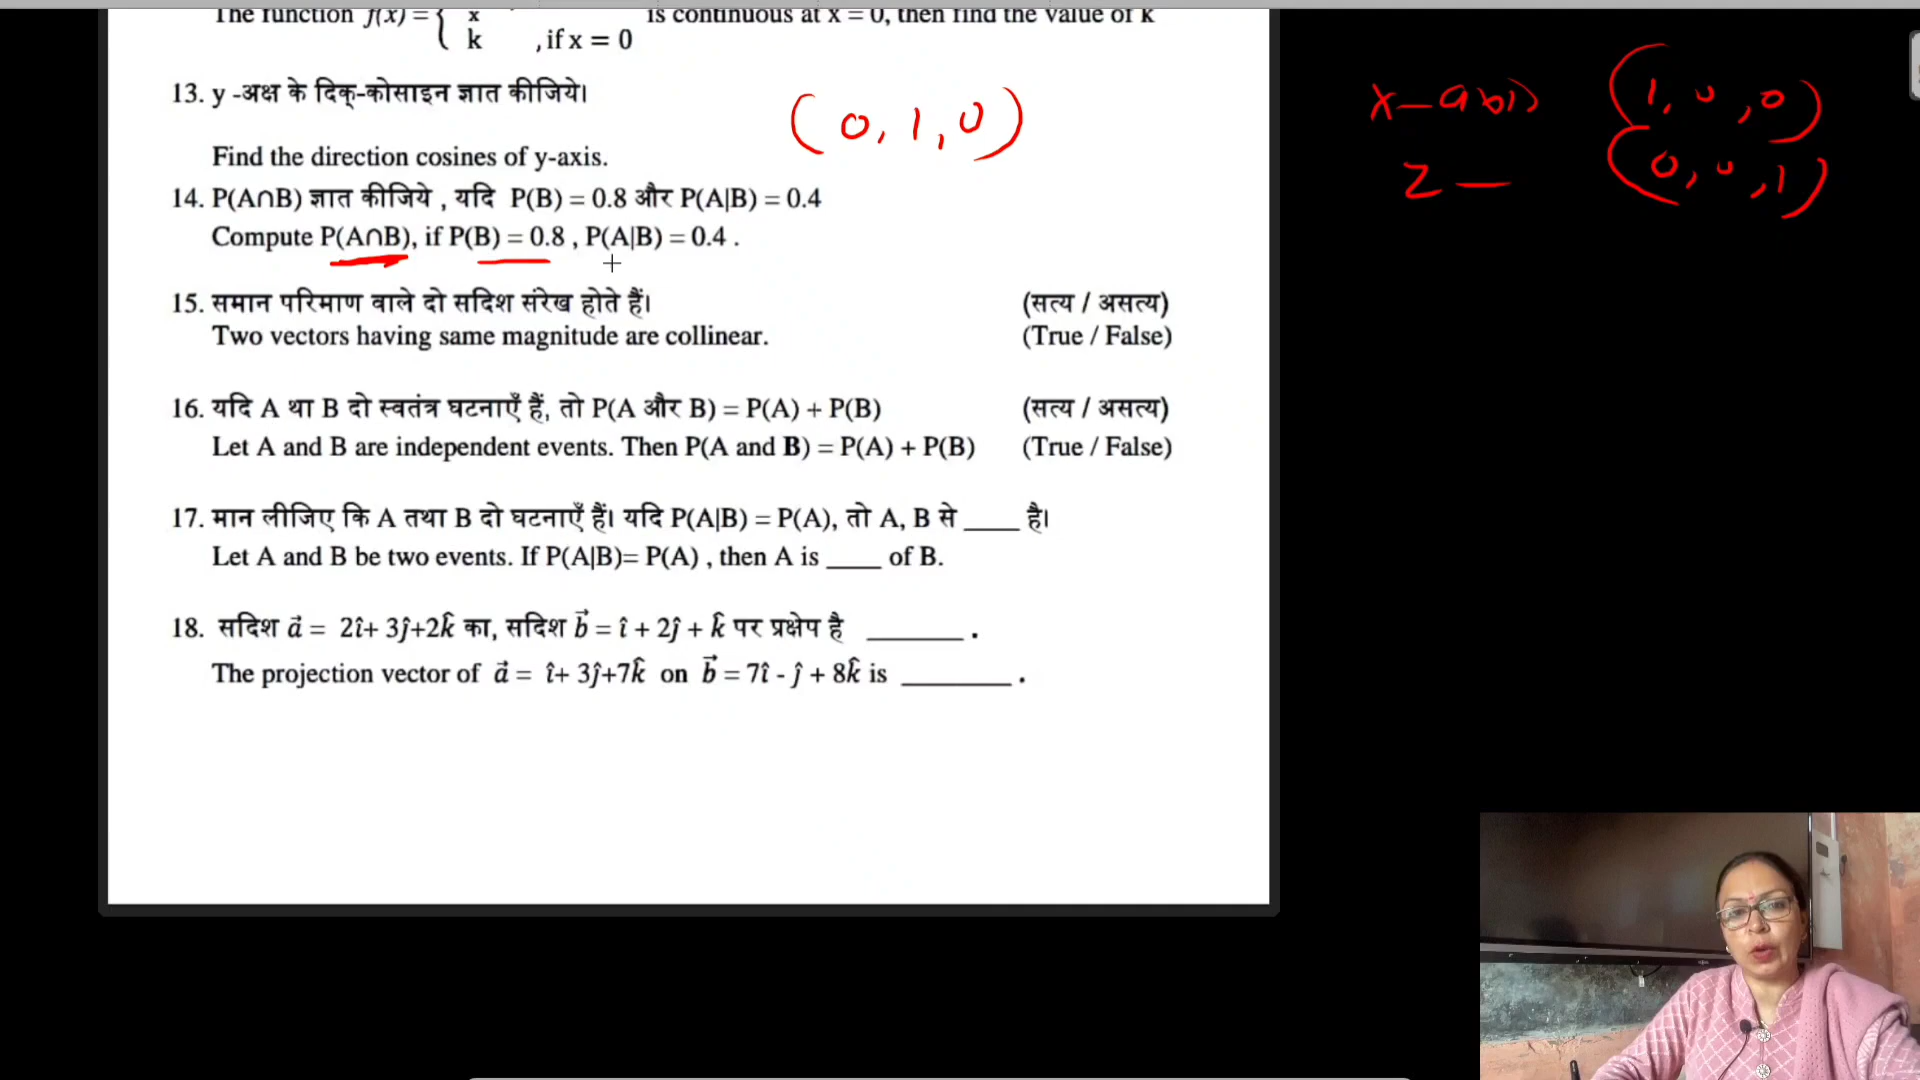 The function f(x) = { x
is continuous at x = 0, then find the value of k
k , if x = 0
13. y -अक्ष के दिक्-कोसाइन ज्ञात कीजिये।
(0, 1, 0)
Find the direction cosines of y-axis.
x - axis (1, 0, 0)
z — (0, 0, 1)
14. P(A∩B) ज्ञात कीजिये , यदि P(B) = 0.8 और P(A|B) = 0.4
Compute P(A∩B), if P(B) = 0.8 , P(A|B) = 0.4 .
15. समान परिमाण वाले दो सदिश संरेख होते हैं। (सत्य / असत्य)
Two vectors having same magnitude are collinear. (True / False)
16. यदि A था B दो स्वतंत्र घटनाएँ हैं, तो P(A और B) = P(A) + P(B) (सत्य / असत्य)
Let A and B are independent events. Then P(A and B) = P(A) + P(B) (True / False)
17. मान लीजिए कि A तथा B दो घटनाएँ हैं। यदि P(A|B) = P(A), तो A, B से ____ है।
Let A and B be two events. If P(A|B)= P(A) , then A is ____ of B.
18. सदिश a⃗ = 2î+ 3ĵ+2k̂ का, सदिश b⃗ = î + 2ĵ + k̂ पर प्रक्षेप है _______ .
The projection vector of a⃗ = î+ 3ĵ+7k̂ on b⃗ = 7î - ĵ + 8k̂ is ________ .